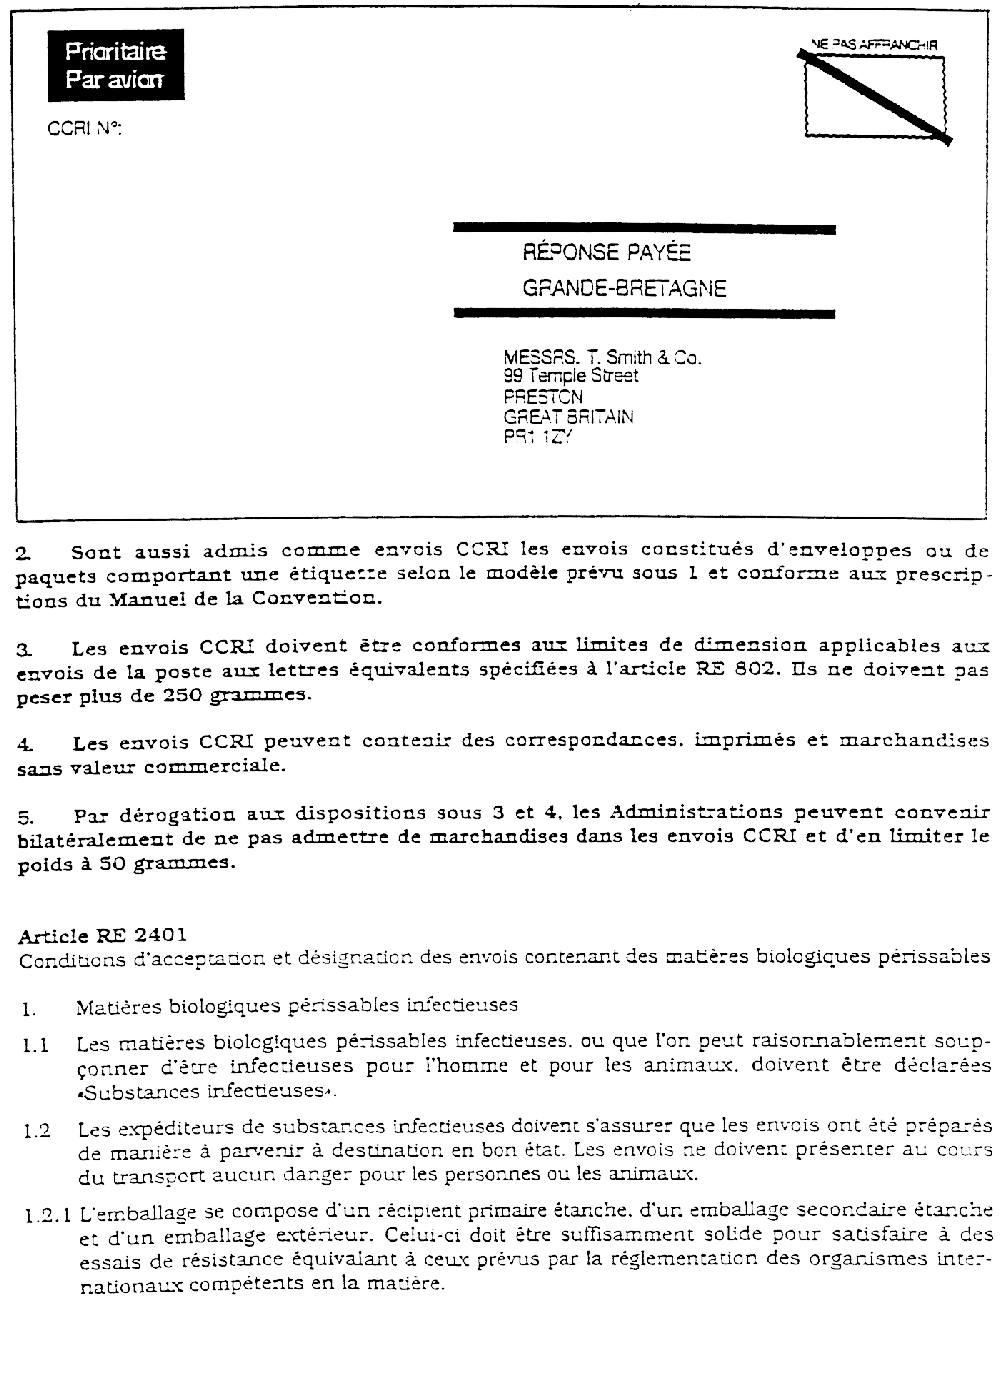 Prioritaire
Par avion
NE PAS AFFRANCHIR
CCRI N°:
RÉPONSE PAYÉE
GRANDE-BRETAGNE
MESSRS. T. Smith & Co.
99 Temple Street
PRESTON
GREAT BRITAIN
PR1 1ZY
2. Sont aussi admis comme envois CCRI les envois constitués d'enveloppes ou de
paquets comportant une étiquette selon le modèle prévu sous 1 et conforme aux prescrip-
tions du Manuel de la Convention.
3. Les envois CCRI doivent être conformes aux limites de dimension applicables aux
envois de la poste aux lettres équivalents spécifiées à l'article RE 802. Ils ne doivent pas
peser plus de 250 grammes.
4. Les envois CCRI peuvent contenir des correspondances, imprimés et marchandises
sans valeur commerciale.
5. Par dérogation aux dispositions sous 3 et 4, les Administrations peuvent convenir
bilatéralement de ne pas admettre de marchandises dans les envois CCRI et d'en limiter le
poids à 50 grammes.
Article RE 2401
Conditions d'acceptation et désignation des envois contenant des matières biologiques périssables
1. Matières biologiques périssables infectieuses
1.1 Les matières biologiques périssables infectieuses, ou que l'on peut raisonnablement soup-
çonner d'être infectieuses pour l'homme et pour les animaux, doivent être déclarées
«Substances infectieuses».
1.2 Les expéditeurs de substances infectieuses doivent s'assurer que les envois ont été préparés
de manière à parvenir à destination en bon état. Les envois ne doivent présenter au cours
du transport aucun danger pour les personnes ou les animaux.
1.2.1 L'emballage se compose d'un récipient primaire étanche, d'un emballage secondaire étanche
et d'un emballage extérieur. Celui-ci doit être suffisamment solide pour satisfaire à des
essais de résistance équivalant à ceux prévus par la réglementation des organismes inter-
nationaux compétents en la matière.